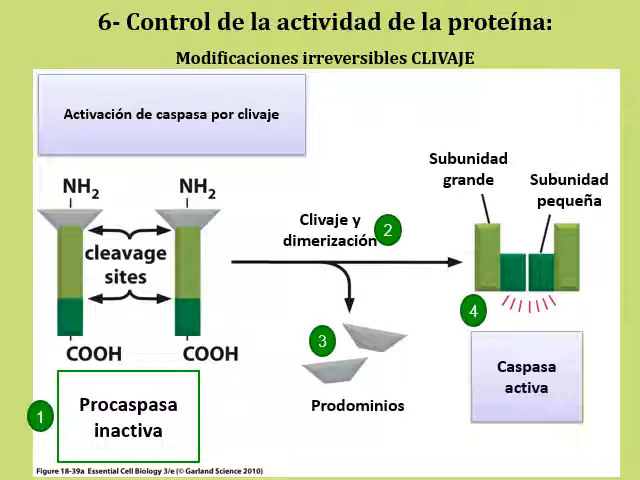 6- Control de la actividad de la proteína:
Modificaciones irreversibles CLIVAJE
Activación de caspasa por clivaje
NH2
NH2
cleavage
sites
COOH
COOH
1
Procaspasa
inactiva
Clivaje y
dimerización
2
3
Prodominios
Subunidad
grande
Subunidad
pequeña
4
Caspasa
activa
Figure 18-39a Essential Cell Biology 3/e (© Garland Science 2010)